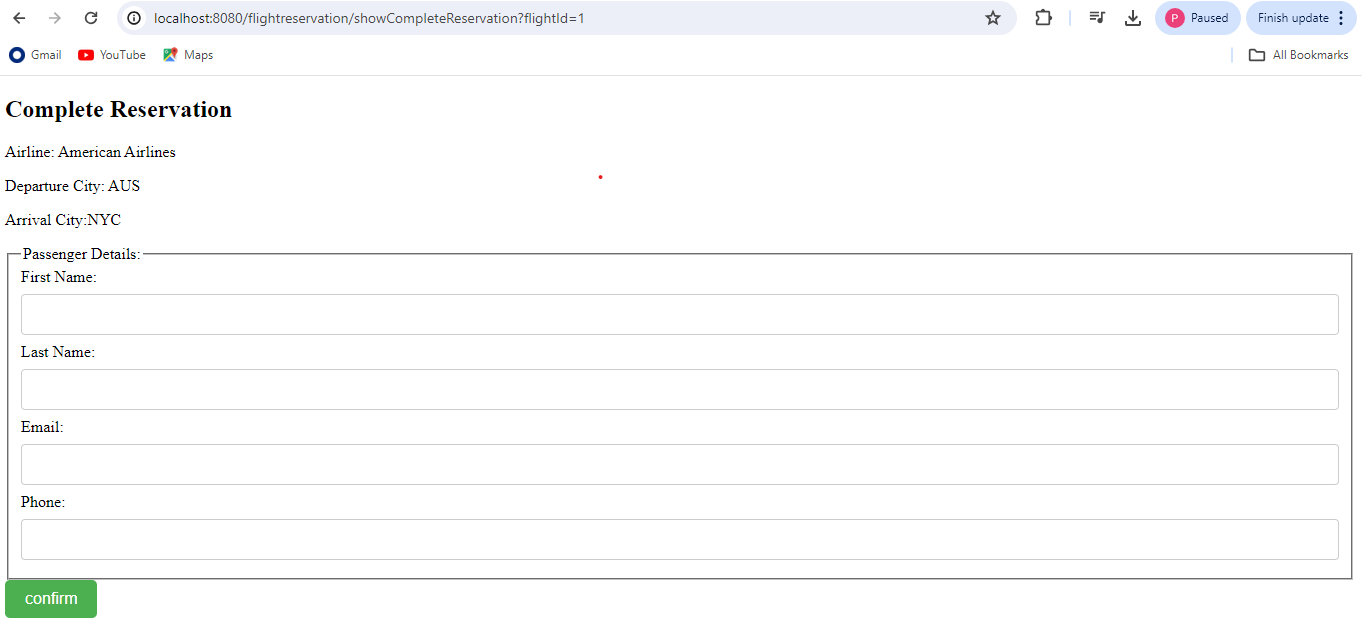 localhost:8080/flightreservation/showCompleteReservation?flightId=1
P Paused
Finish update
Gmail YouTube Maps All Bookmarks
Complete Reservation
Airline: American Airlines
Departure City: AUS
Arrival City:NYC
Passenger Details:
First Name:
Last Name:
Email:
Phone:
confirm